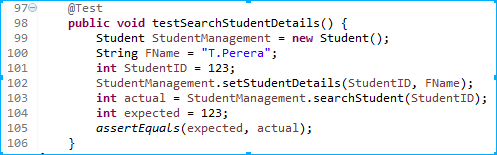 97 @Test
98 public void testSearchStudentDetails() {
99 Student StudentManagement = new Student();
100 String FName = "T.Perera";
101 int StudentID = 123;
102 StudentManagement.setStudentDetails(StudentID, FName);
103 int actual = StudentManagement.searchStudent(StudentID);
104 int expected = 123;
105 assertEquals(expected, actual);
106 }